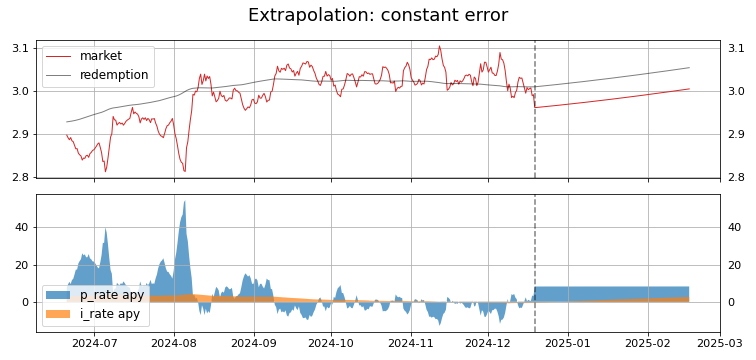 Extrapolation: constant error
3.1 3.1
market
redemption
3.0 3.0
2.9 2.9
2.8 2.8
40 40
20 20
p_rate apy
0 0
i_rate apy
2024-07 2024-08 2024-09 2024-10 2024-11 2024-12 2025-01 2025-02 2025-03